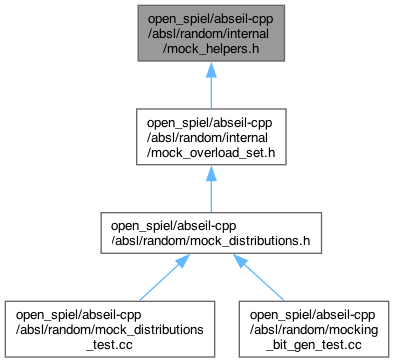 open_spiel/abseil-cpp
/absl/random/internal
/mock_helpers.h
open_spiel/abseil-cpp
/absl/random/internal
/mock_overload_set.h
open_spiel/abseil-cpp
/absl/random/mock_distributions.h
open_spiel/abseil-cpp
/absl/random/mock_distributions
_test.cc
open_spiel/abseil-cpp
/absl/random/mocking
_bit_gen_test.cc